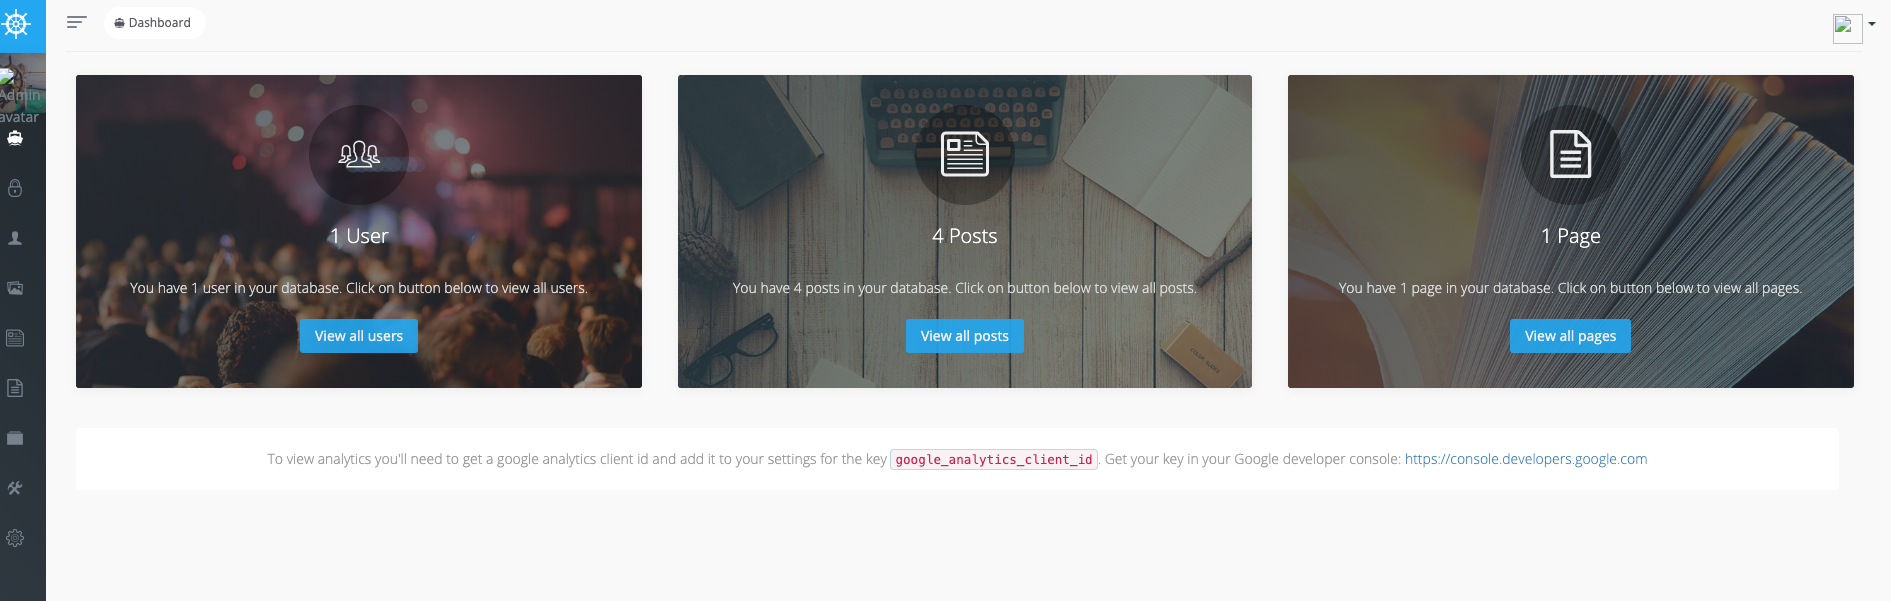 Dashboard
Admin
avatar
1 User
You have 1 user in your database. Click on button below to view all users.
View all users
4 Posts
You have 4 posts in your database. Click on button below to view all posts.
View all posts
1 Page
You have 1 page in your database. Click on button below to view all pages.
View all pages
To view analytics you'll need to get a google analytics client id and add it to your settings for the key google_analytics_client_id. Get your key in your Google developer console: https://console.developers.google.com